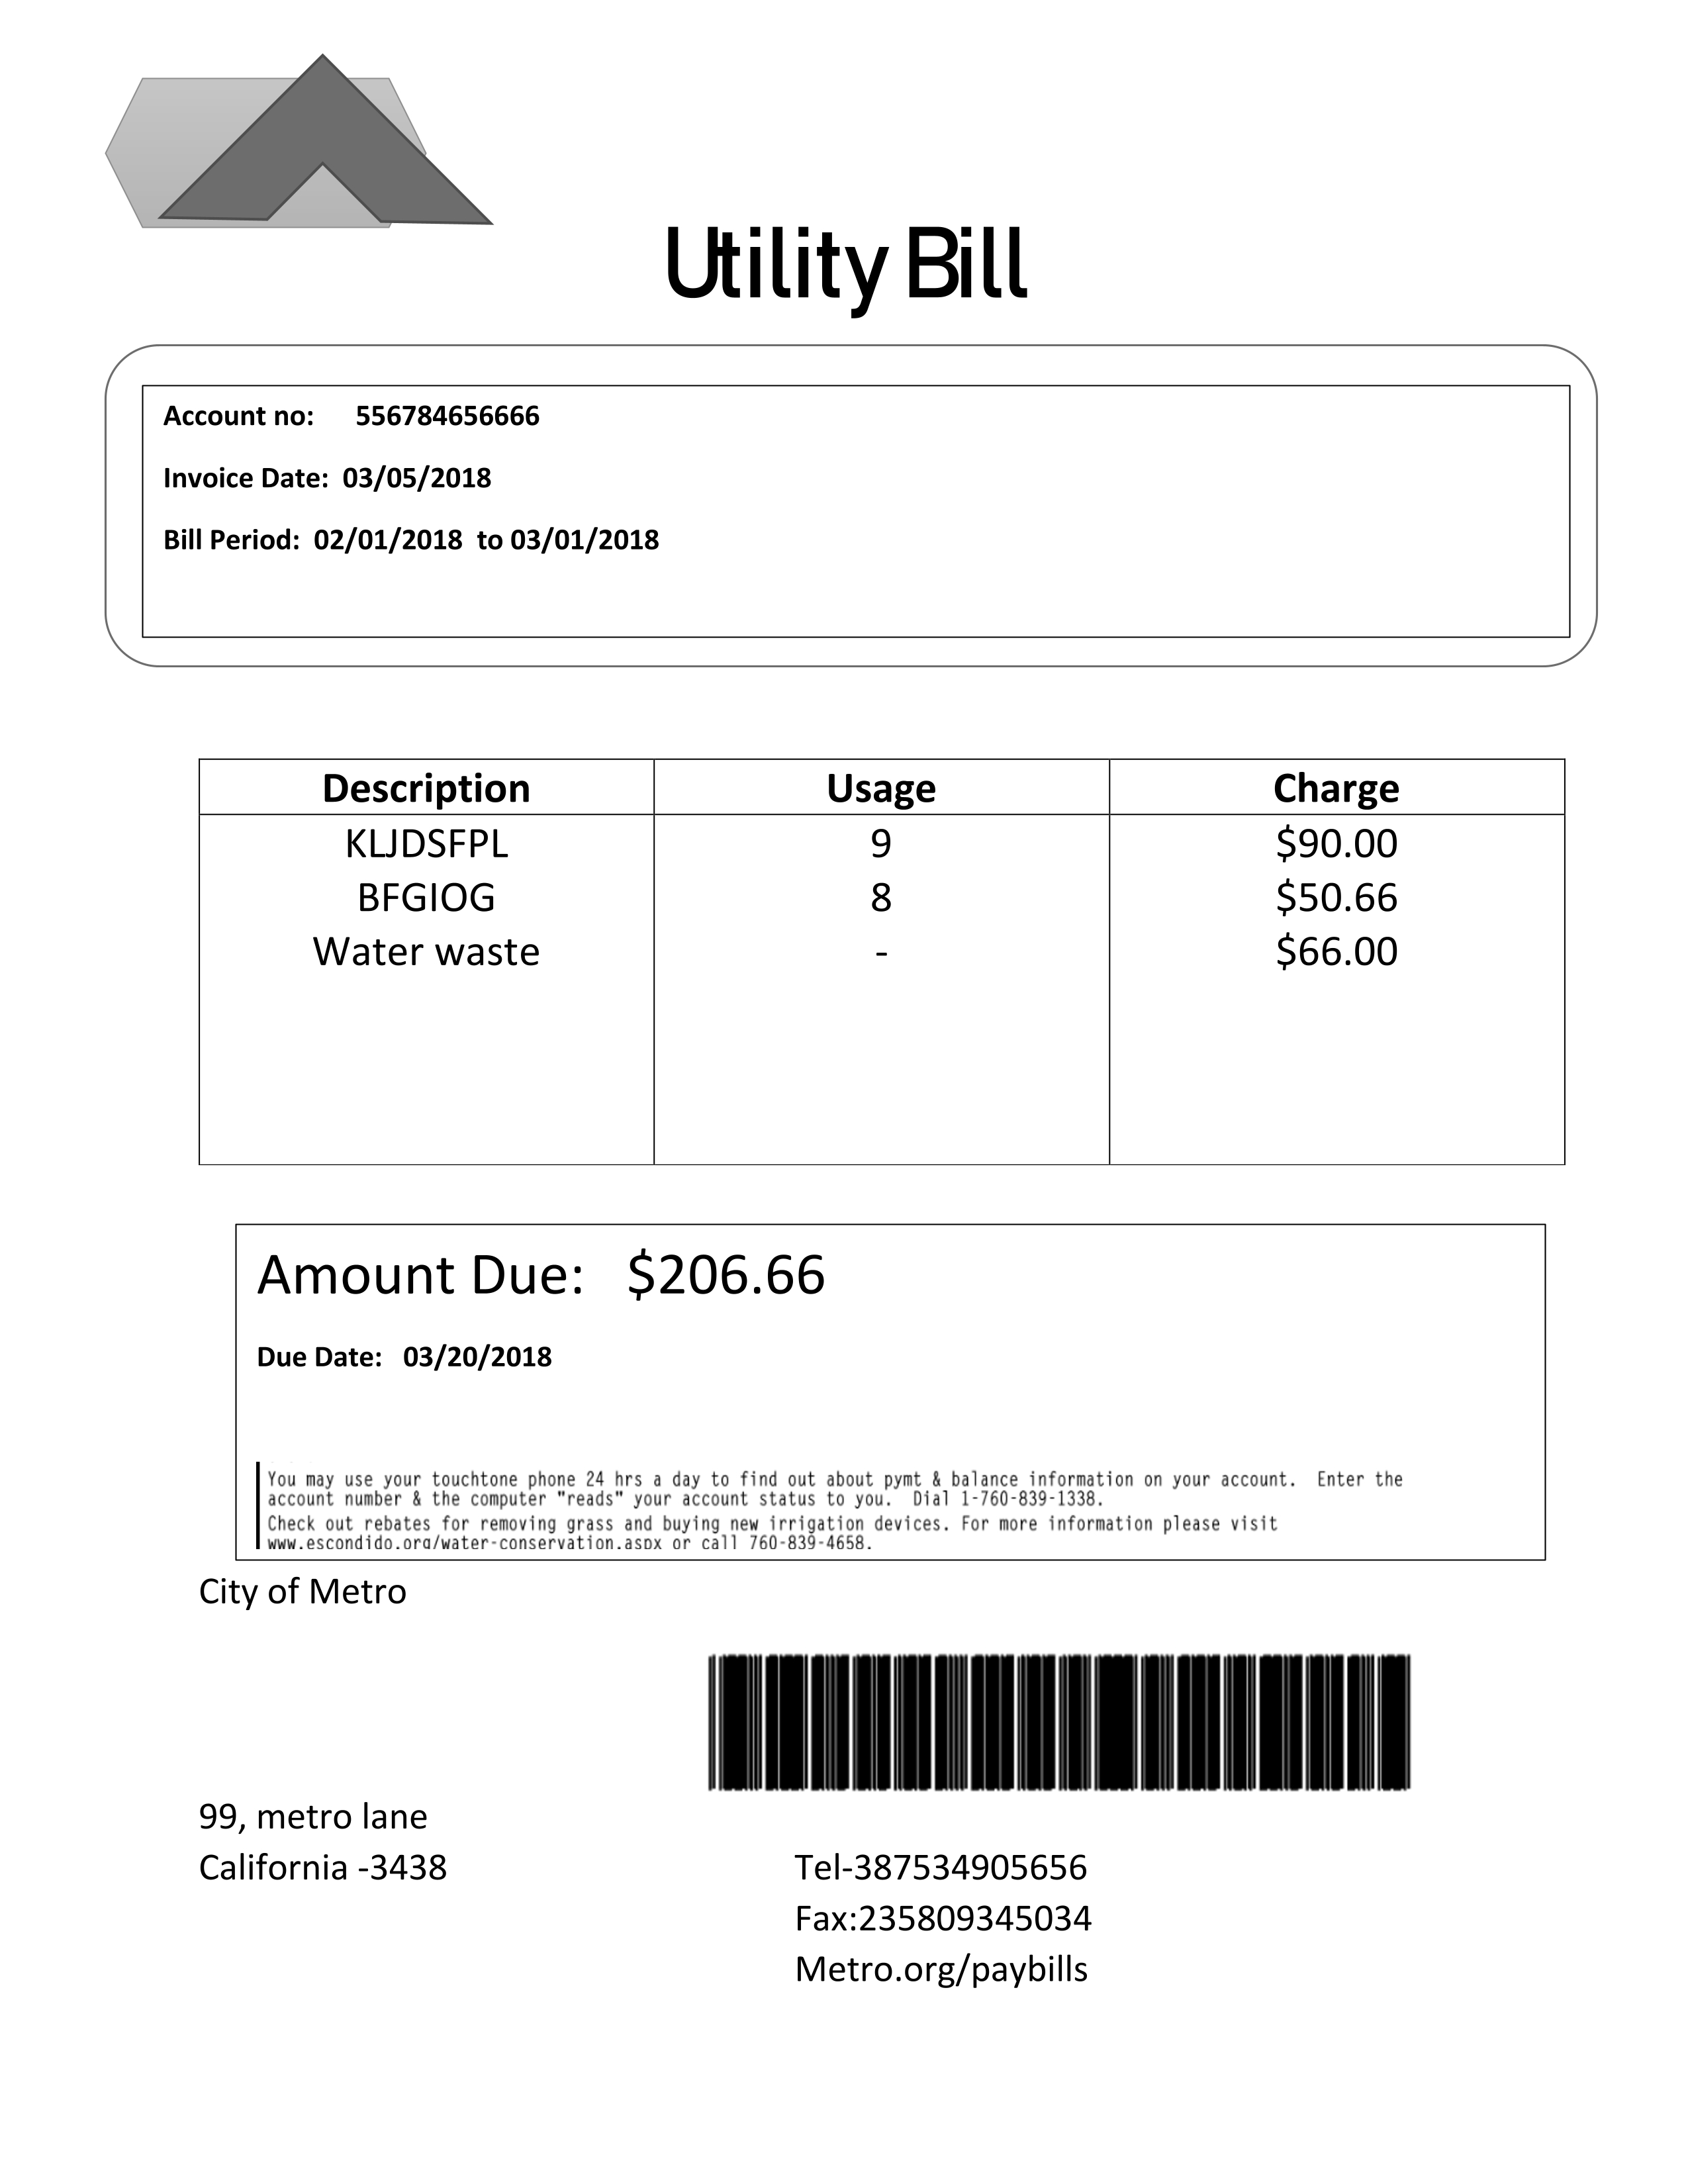 Utility Bill
Account no: 556784656666
Invoice Date: 03/05/2018
Bill Period: 02/01/2018 to 03/01/2018
Description Usage Charge
KLJDSFPL 9 $90.00
BFGIOG 8 $50.66
Water waste - $66.00
Amount Due: $206.66
Due Date: 03/20/2018
You may use your touchtone phone 24 hrs a day to find out about pymt & balance information on your account. Enter the
account number & the computer "reads" your account status to you. Dial 1-760-839-1338.
Check out rebates for removing grass and buying new irrigation devices. For more information please visit
www.escondido.org/water-conservation.aspx or call 760-839-4658.
City of Metro
99, metro lane
California -3438 Tel-387534905656
Fax:235809345034
Metro.org/paybills